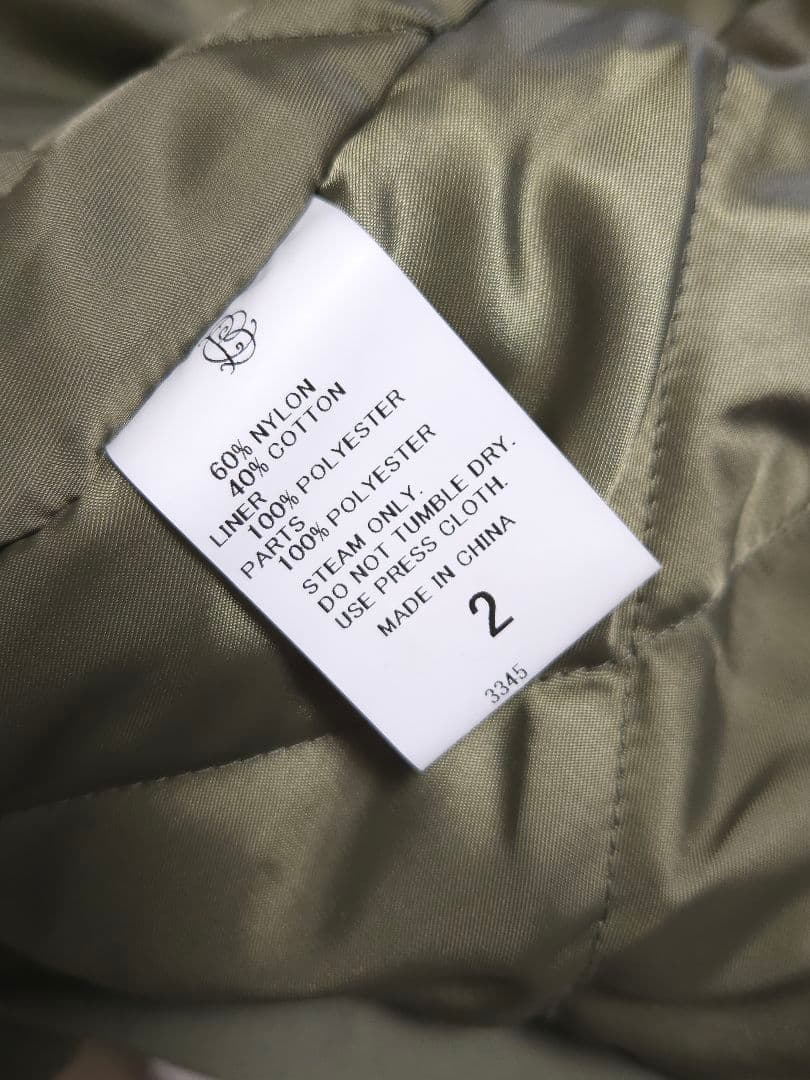 60% NYLON
40% COTTON
LINER
100% POLYESTER
PARTS
100% POLYESTER
STEAM ONLY.
DO NOT TUMBLE DRY.
USE PRESS CLOTH.
MADE IN CHINA
2
3345